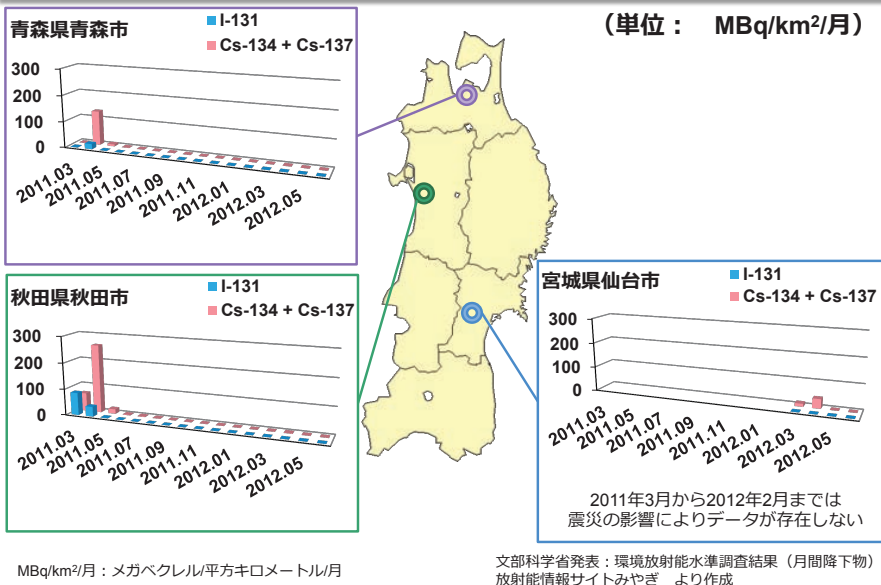 (単位： MBq/km²/月)
青森県青森市
I-131
Cs-134 + Cs-137
300
200
100
0
2011.03
2011.05
2011.07
2011.09
2011.11
2012.01
2012.03
2012.05
秋田県秋田市
I-131
Cs-134 + Cs-137
300
200
100
0
2011.03
2011.05
2011.07
2011.09
2011.11
2012.01
2012.03
2012.05
宮城県仙台市
I-131
Cs-134 + Cs-137
300
200
100
0
2011.03
2011.05
2011.07
2011.09
2011.11
2012.01
2012.03
2012.05
2011年3月から2012年2月までは
震災の影響によりデータが存在しない
MBq/km²/月：メガベクレル/平方キロメートル/月
文部科学省発表：環境放射能水準調査結果（月間降下物）
放射能情報サイトみやぎ より作成